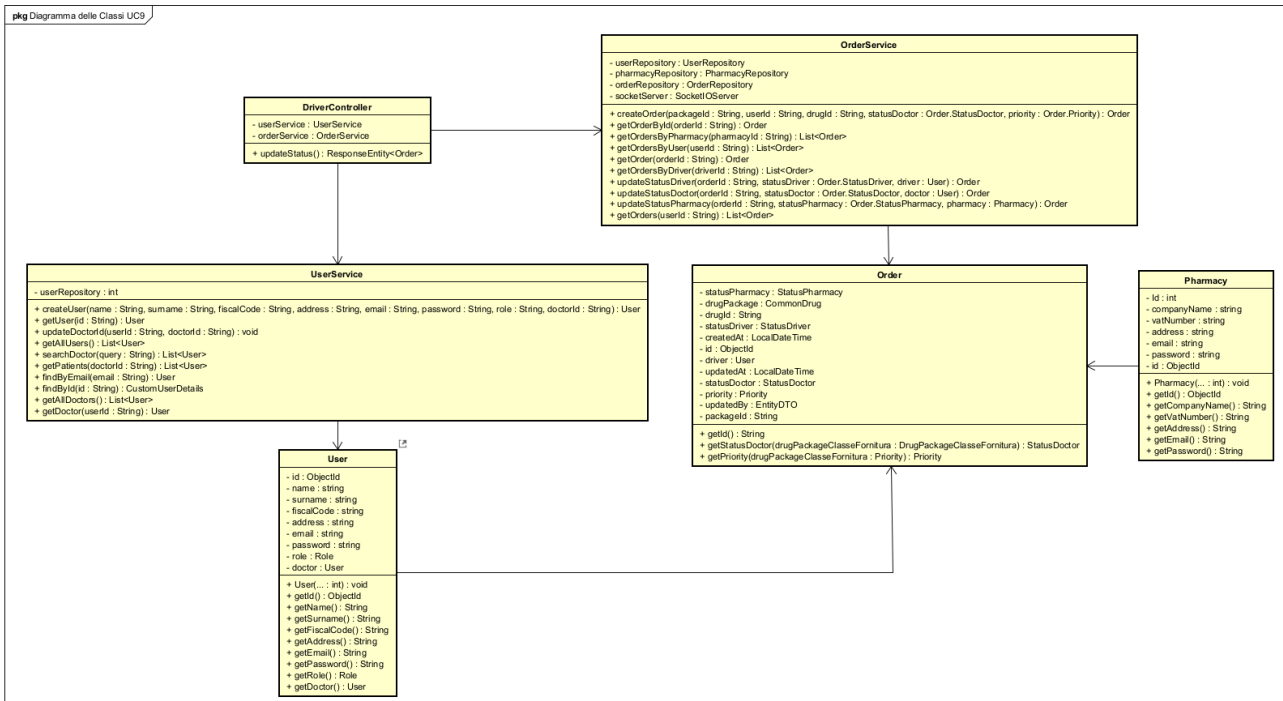 pkg Diagramma delle Classi UC9
OrderService
- userRepository : UserRepository
- pharmacyRepository : PharmacyRepository
- orderRepository : OrderRepository
- socketServer : SocketIOServer
+ createOrder(packageId : String, userId : String, drugId : String, statusDoctor : Order.StatusDoctor, priority : Order.Priority) : Order
+ getOrderById(orderId : String) : Order
+ getOrdersByPharmacy(pharmacyId : String) : List<Order>
+ getOrdersByUser(userId : String) : List<Order>
+ getOrder(orderId : String) : Order
+ getOrdersByDriver(driverId : String) : List<Order>
+ updateStatusDriver(orderId : String, statusDriver : Order.StatusDriver, driver : User) : Order
+ updateStatusDoctor(orderId : String, statusDoctor : Order.StatusDoctor, doctor : User) : Order
+ updateStatusPharmacy(orderId : String, statusPharmacy : Order.StatusPharmacy, pharmacy : Pharmacy) : Order
+ getOrders(userId : String) : List<Order>
DriverController
- userService : UserService
- orderService : OrderService
+ updateStatus() : ResponseEntity<Order>
UserService
- userRepository : int
+ createUser(name : String, surname : String, fiscalCode : String, address : String, email : String, password : String, role : String, doctorId : String) : User
+ getUser(id : String) : User
+ updateDoctorId(userId : String, doctorId : String) : void
+ getAllUsers() : List<User>
+ searchDoctor(query : String) : List<User>
+ getPatients(doctorId : String) : List<User>
+ findByEmail(email : String) : User
+ findById(id : String) : CustomUserDetails
+ getAllDoctors() : List<User>
+ getDoctor(userId : String) : User
Order
- statusPharmacy : StatusPharmacy
- drugPackage : CommonDrug
- drugId : String
- statusDriver : StatusDriver
- createdAt : LocalDateTime
- id : ObjectId
- driver : User
- updatedAt : LocalDateTime
- statusDoctor : StatusDoctor
- priority : Priority
- updatedBy : EntityDTO
- packageId : String
+ getId() : String
+ getStatusDoctor(drugPackageClasseFornitura : DrugPackageClasseFornitura) : StatusDoctor
+ getPriority(drugPackageClasseFornitura : Priority) : Priority
Pharmacy
- Id : int
- companyName : string
- vatNumber : string
- address : string
- email : string
- password : string
- id : ObjectId
+ Pharmacy(... : int) : void
+ getId() : ObjectId
+ getCompanyName() : String
+ getVatNumber() : String
+ getAddress() : String
+ getEmail() : String
+ getPassword() : String
User
- id : ObjectId
- name : string
- surname : string
- fiscalCode : string
- address : string
- email : string
- password : string
- role : Role
- doctor : User
+ User(... : int) : void
+ getId() : ObjectId
+ getName() : String
+ getSurname() : String
+ getFiscalCode() : String
+ getAddress() : String
+ getEmail() : String
+ getPassword() : String
+ getRole() : Role
+ getDoctor() : User